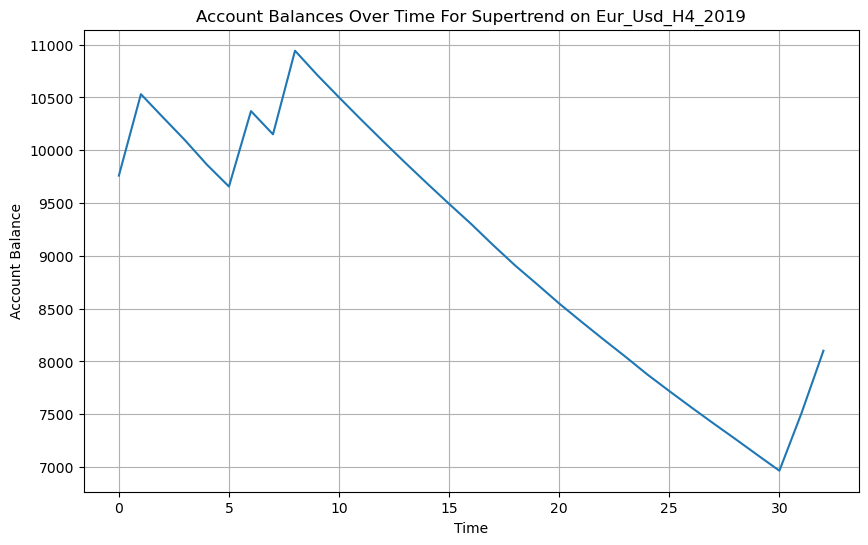 Account Balances Over Time For Supertrend on Eur_Usd_H4_2019
Account Balance
11000
10500
10000
9500
9000
8500
8000
7500
7000
0 5 10 15 20 25 30
Time